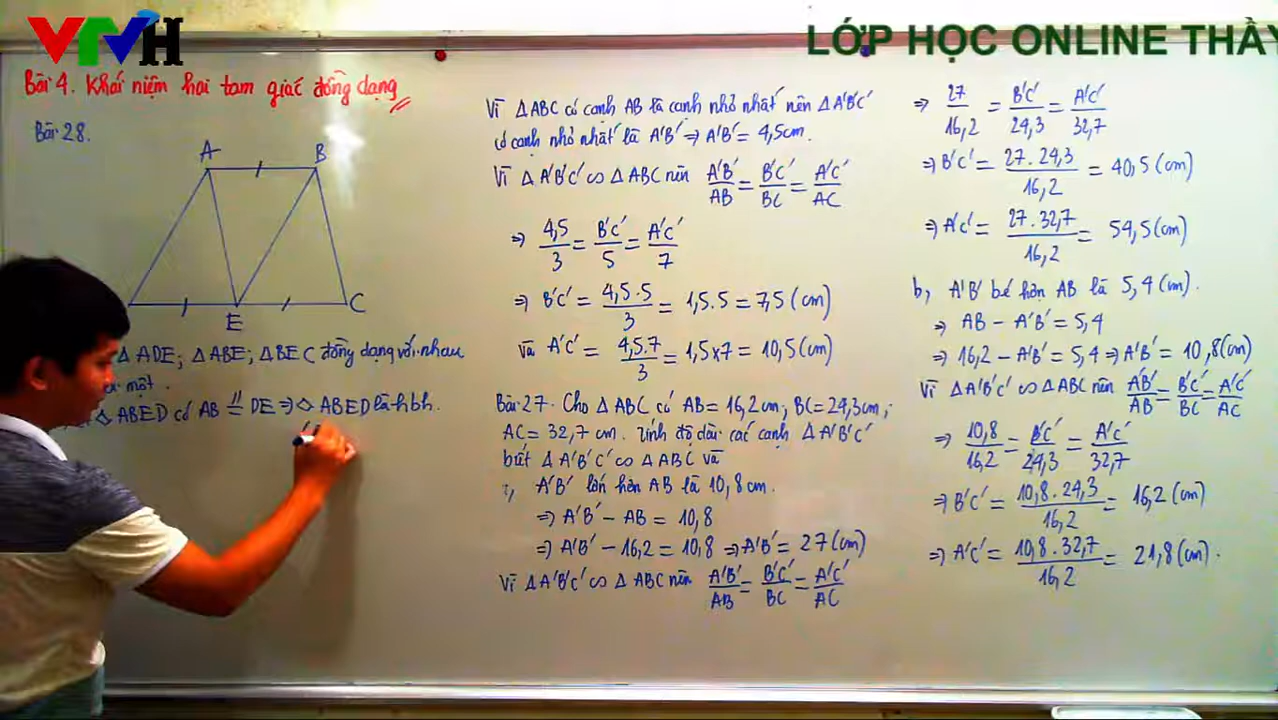 VTVH
LỚP HỌC ONLINE THẦY
Bài 4. Khái niệm hai tam giác đồng dạng
Bài 28.
A
B
C
E
Δ ADE; Δ ABE; Δ BEC đồng dạng với nhau
một.
ABED có AB // = DE ⇒ ◇ ABED là hbh.
Vì Δ ABC có cạnh AB là cạnh nhỏ nhất nên Δ A'B'C'
có cạnh nhỏ nhất là A'B' ⇒ A'B' = 4,5cm.
Vì Δ A'B'C' ∽ Δ ABC nên A'B'/AB = B'C'/BC = A'C'/AC
⇒ 4,5/3 = B'C'/5 = A'C'/7
⇒ B'C' = 4,5.5/3 = 1,5.5 = 7,5 (cm)
và A'C' = 4,5.7/3 = 1,5x7 = 10,5 (cm)
Bài 27. Cho Δ ABC có AB = 16,2cm; BC = 24,3cm;
AC = 32,7 cm. Tính độ dài các cạnh Δ A'B'C'
biết Δ A'B'C' ∽ Δ ABC và
A'B' lớn hơn AB là 10,8 cm.
⇒ A'B' - AB = 10,8
⇒ A'B' - 16,2 = 10,8 ⇒ A'B' = 27 (cm)
Vì Δ A'B'C' ∽ Δ ABC nên A'B'/AB = B'C'/BC = A'C'/AC
⇒ 27/16,2 = B'C'/24,3 = A'C'/32,7
⇒ B'C' = 27.24,3/16,2 = 40,5 (cm)
⇒ A'C' = 27.32,7/16,2 = 54,5 (cm)
b, A'B' bé hơn AB là 5,4 (cm).
⇒ AB - A'B' = 5,4
⇒ 16,2 - A'B' = 5,4 ⇒ A'B' = 10,8 (cm)
Vì Δ A'B'C' ∽ Δ ABC nên A'B'/AB = B'C'/BC = A'C'/AC
⇒ 10,8/16,2 = B'C'/24,3 = A'C'/32,7
⇒ B'C' = 10,8.24,3/16,2 = 16,2 (cm)
⇒ A'C' = 10,8.32,7/16,2 = 21,8 (cm).